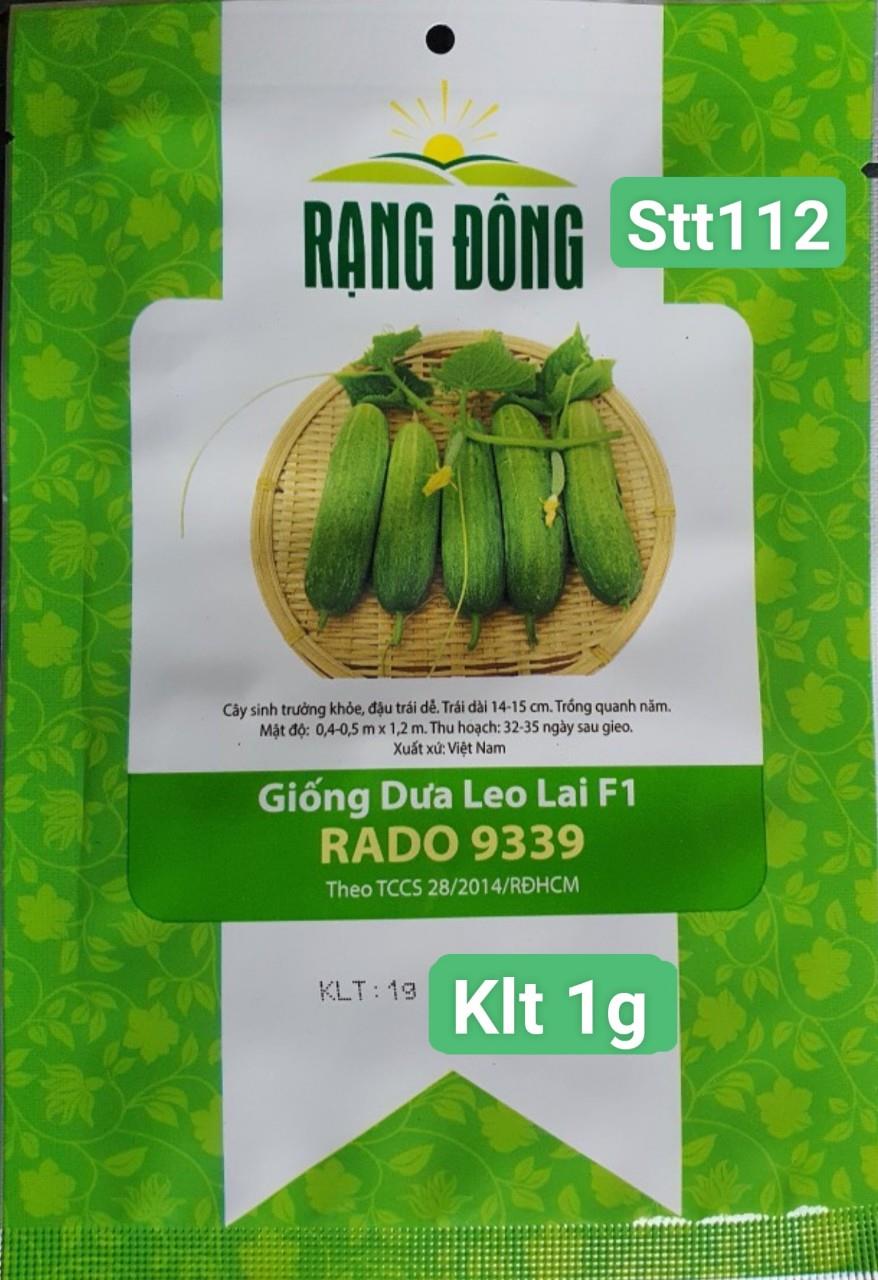 RẠNG ĐÔNG
Stt112
Cây sinh trưởng khỏe, đậu trái dễ. Trái dài 14-15 cm. Trồng quanh năm.
Mật độ: 0,4-0,5 m x 1,2 m. Thu hoạch: 32-35 ngày sau gieo.
Xuất xứ: Việt Nam
Giống Dưa Leo Lai F1
RADO 9339
Theo TCCS 28/2014/RĐHCM
KLT : 1g
Klt 1g